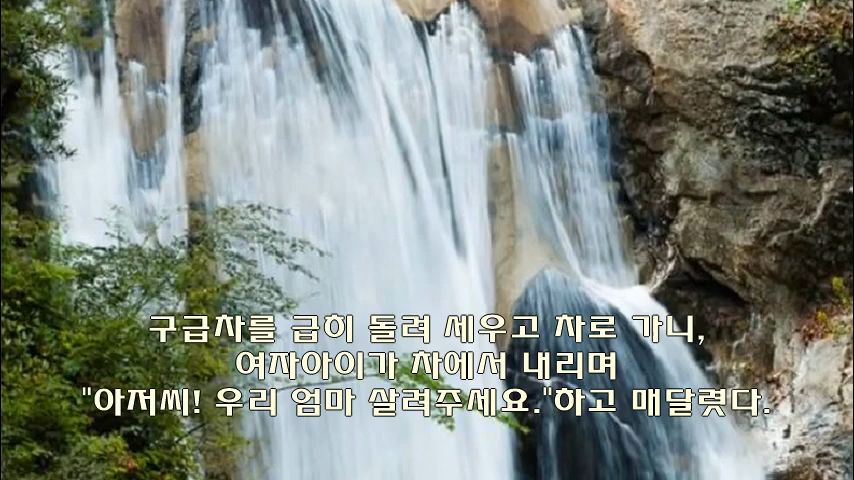 구급차를 급히 돌려 세우고 차로 가니,
여자아이가 차에서 내리며
"아저씨! 우리 엄마 살려주세요."하고 매달렷다.